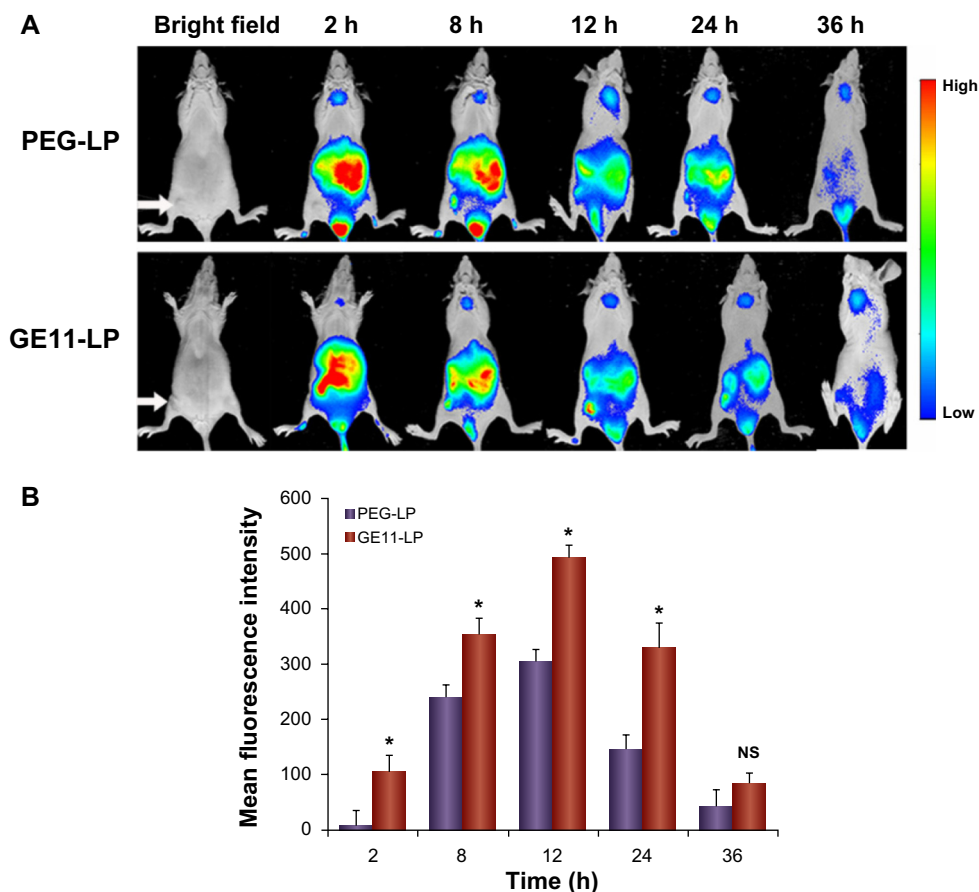 A
Bright field 2 h 8 h 12 h 24 h 36 h
PEG-LP
GE11-LP
High
Low
B
Mean fluorescence intensity
600
500
400
300
200
100
0
PEG-LP
GE11-LP
* * * * NS
2 8 12 24 36
Time (h)